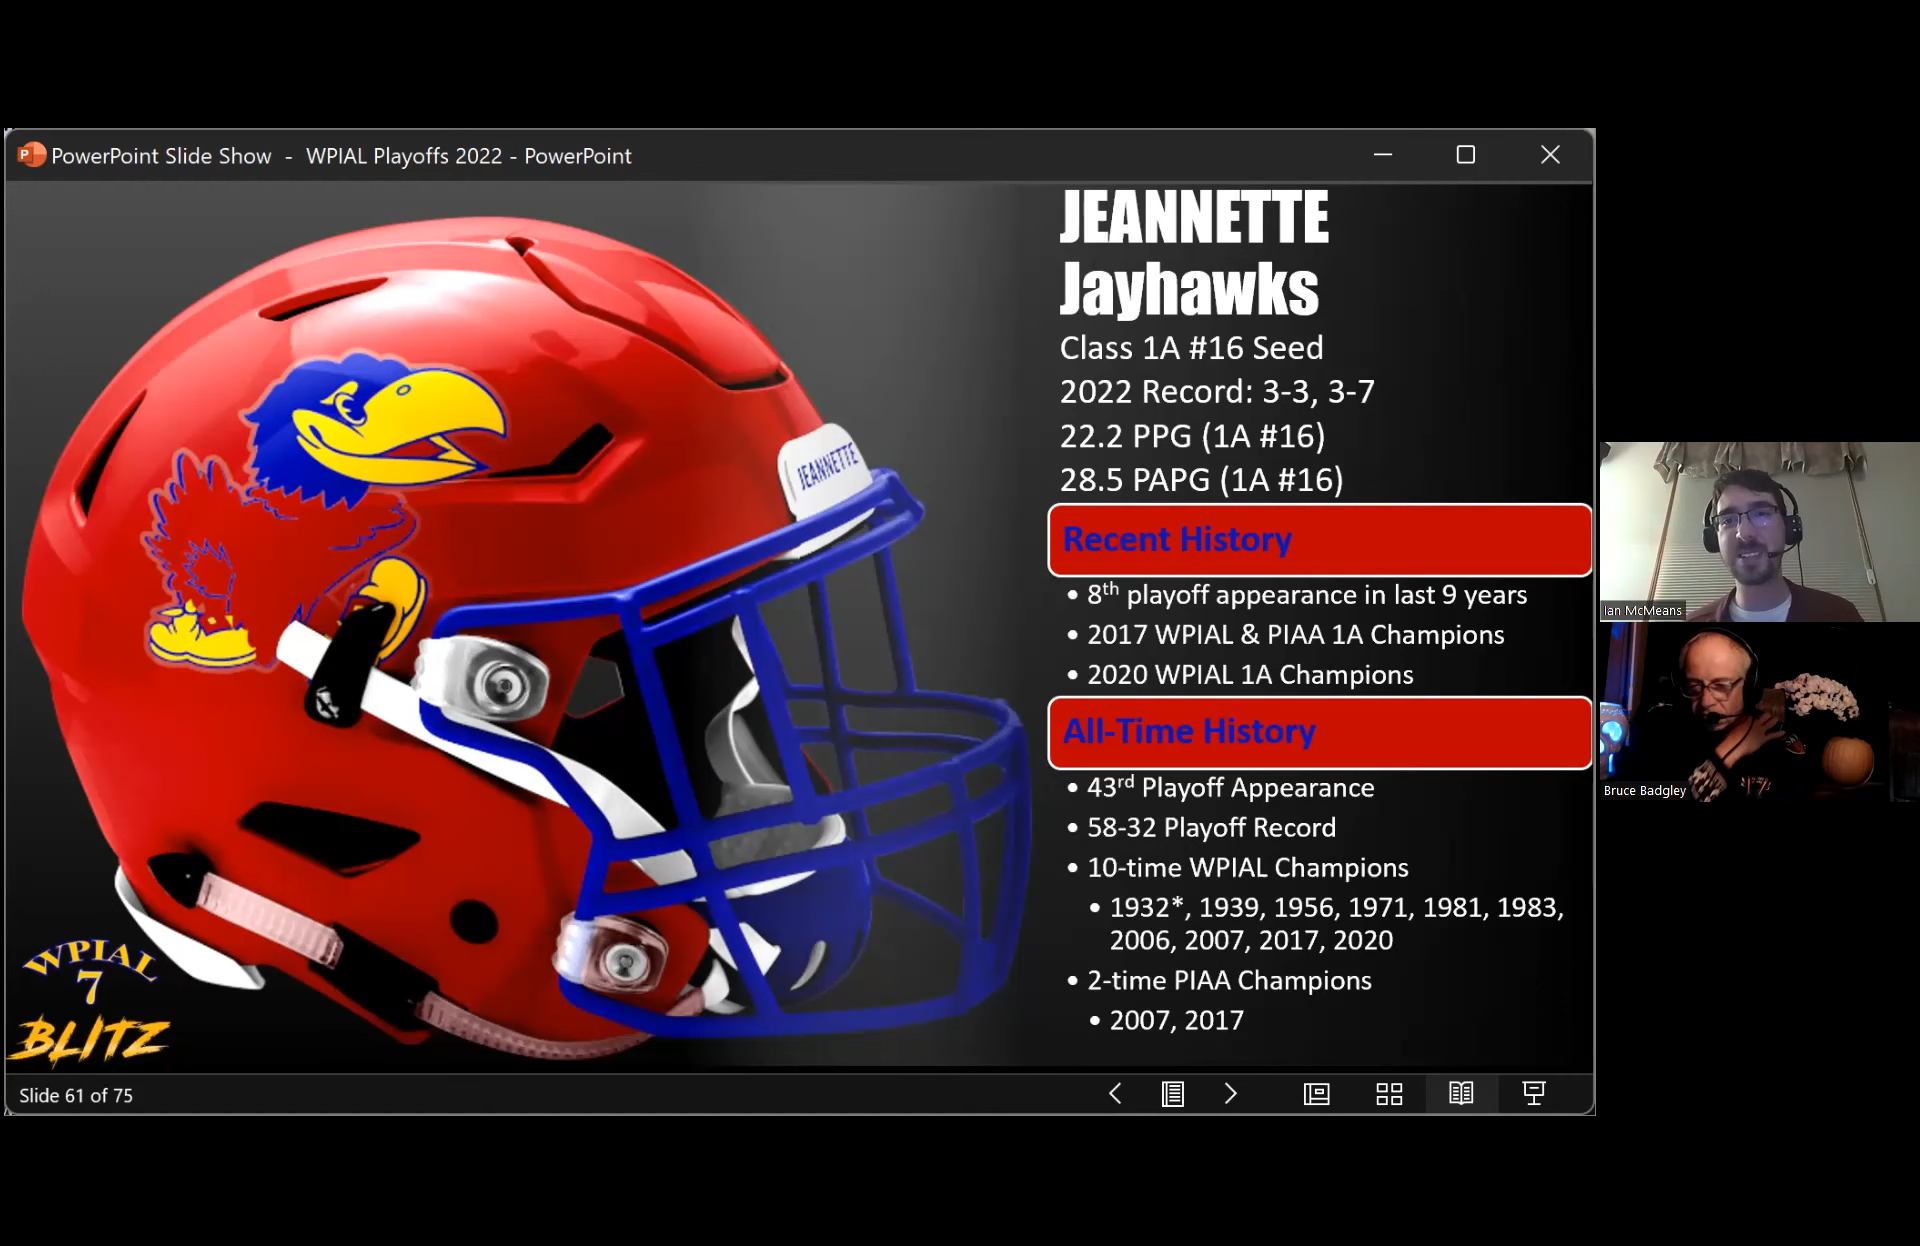 PowerPoint Slide Show - WPIAL Playoffs 2022 - PowerPoint
JEANNETTE
Jayhawks
Class 1A #16 Seed
2022 Record: 3-3, 3-7
22.2 PPG (1A #16)
28.5 PAPG (1A #16)
Recent History
• 8th playoff appearance in last 9 years
• 2017 WPIAL & PIAA 1A Champions
• 2020 WPIAL 1A Champions
All-Time History
• 43rd Playoff Appearance
• 58-32 Playoff Record
• 10-time WPIAL Champions
• 1932*, 1939, 1956, 1971, 1981, 1983,
2006, 2007, 2017, 2020
• 2-time PIAA Champions
• 2007, 2017
JEANNETTE
WPIAL
7
BLITZ
Slide 61 of 75
Ian McMeans
Bruce Badgley